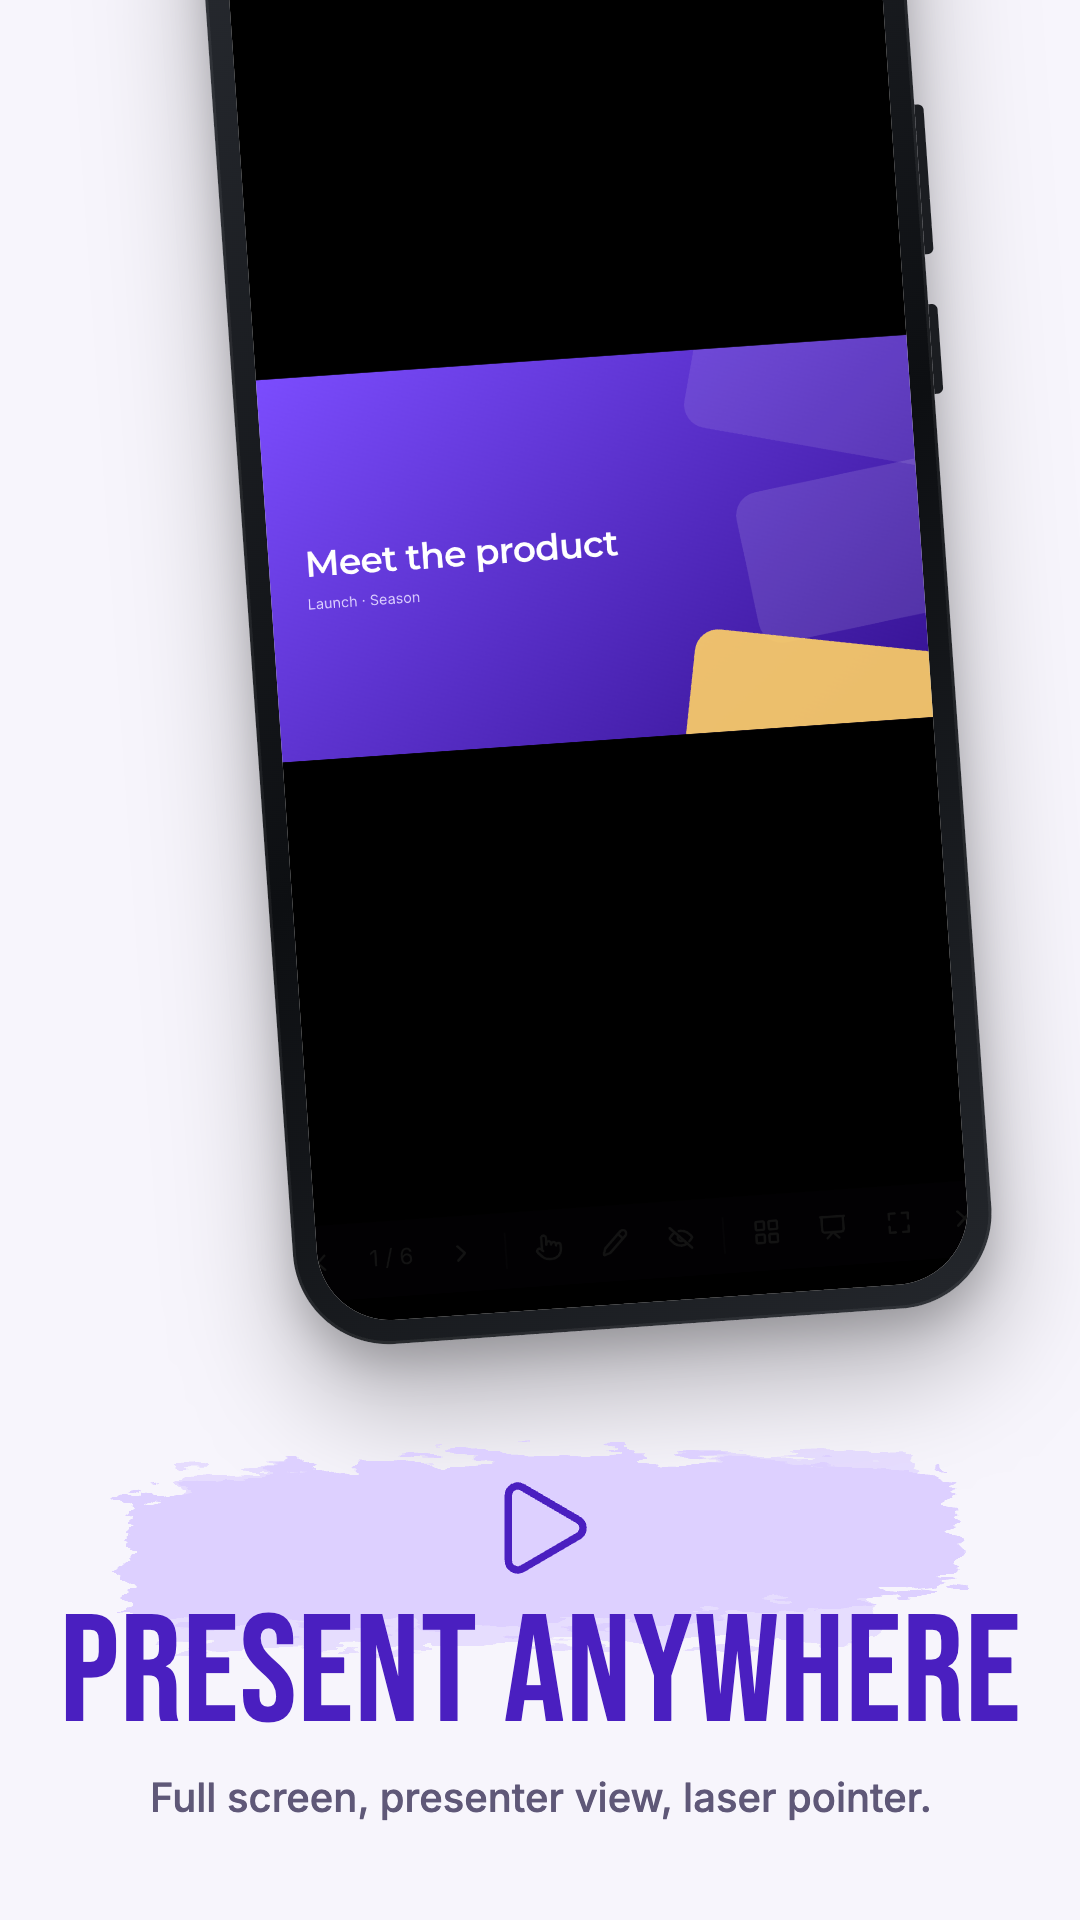 Meet the product
Launch · Season
1 / 6
PRESENT ANYWHERE
Full screen, presenter view, laser pointer.